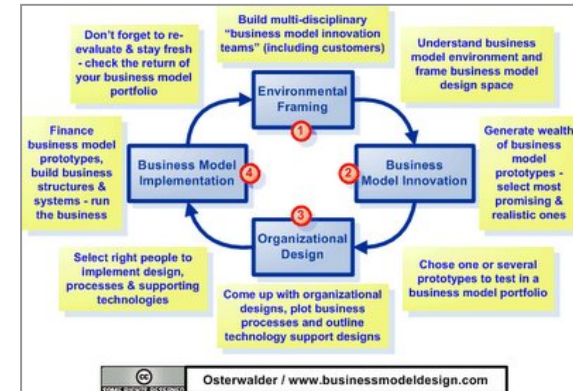 Build multi-disciplinary
"business model innovation
teams" (including customers)
Don't forget to re-
evaluate & stay fresh
- check the return of
your business model
portfolio
Understand business
model environment and
frame business model
design space
Environmental
Framing
1
Finance
business model
prototypes,
build business
structures &
systems - run
the business
Business Model
Implementation
4
2
Business
Model Innovation
Generate wealth
of business
model
prototypes -
select most
promising &
realistic ones
3
Organizational
Design
Select right people to
implement design,
processes & supporting
technologies
Come up with organizational
designs, plot business
processes and outline
technology support designs
Chose one or several
prototypes to test in a
business model portfolio
cc
SOME RIGHTS RESERVED
Osterwalder / www.businessmodeldesign.com